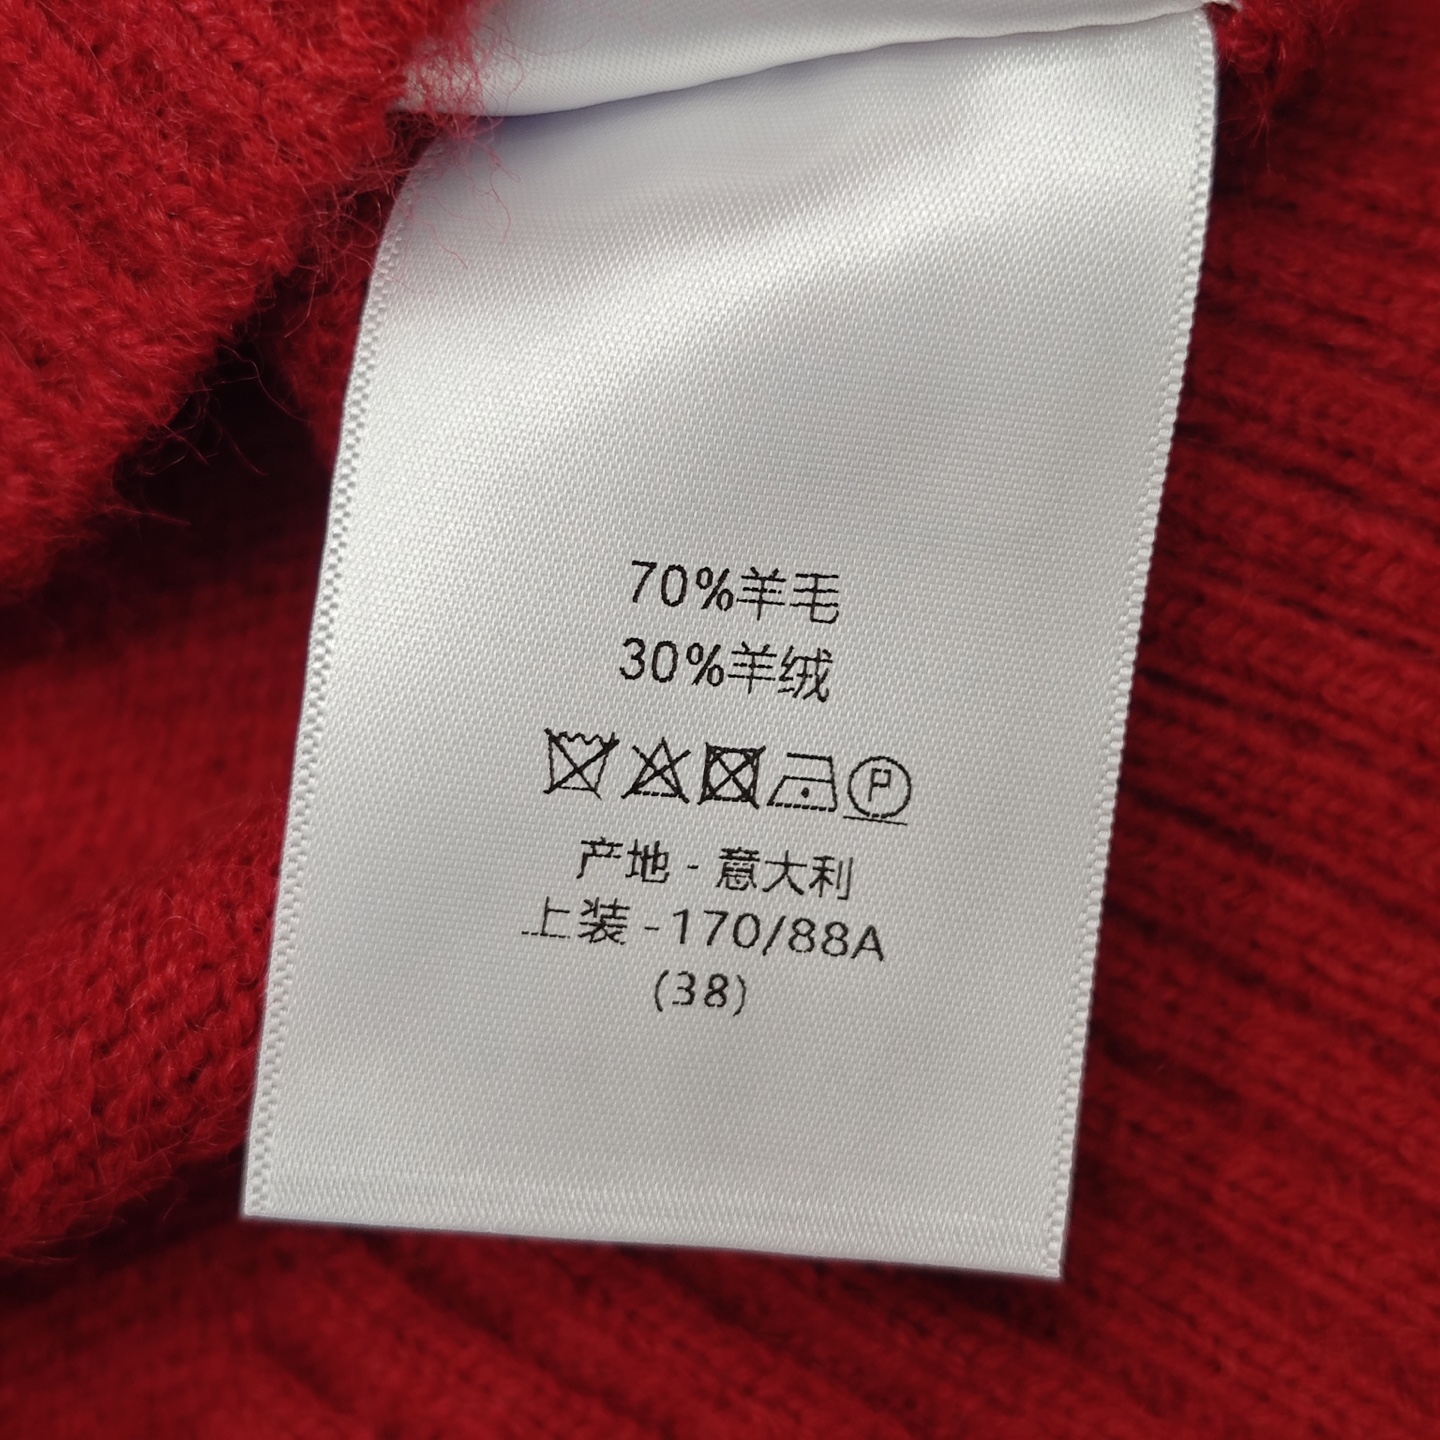 70%羊毛
30%羊绒
P
产地 - 意大利
上装 -170/88A
(38)